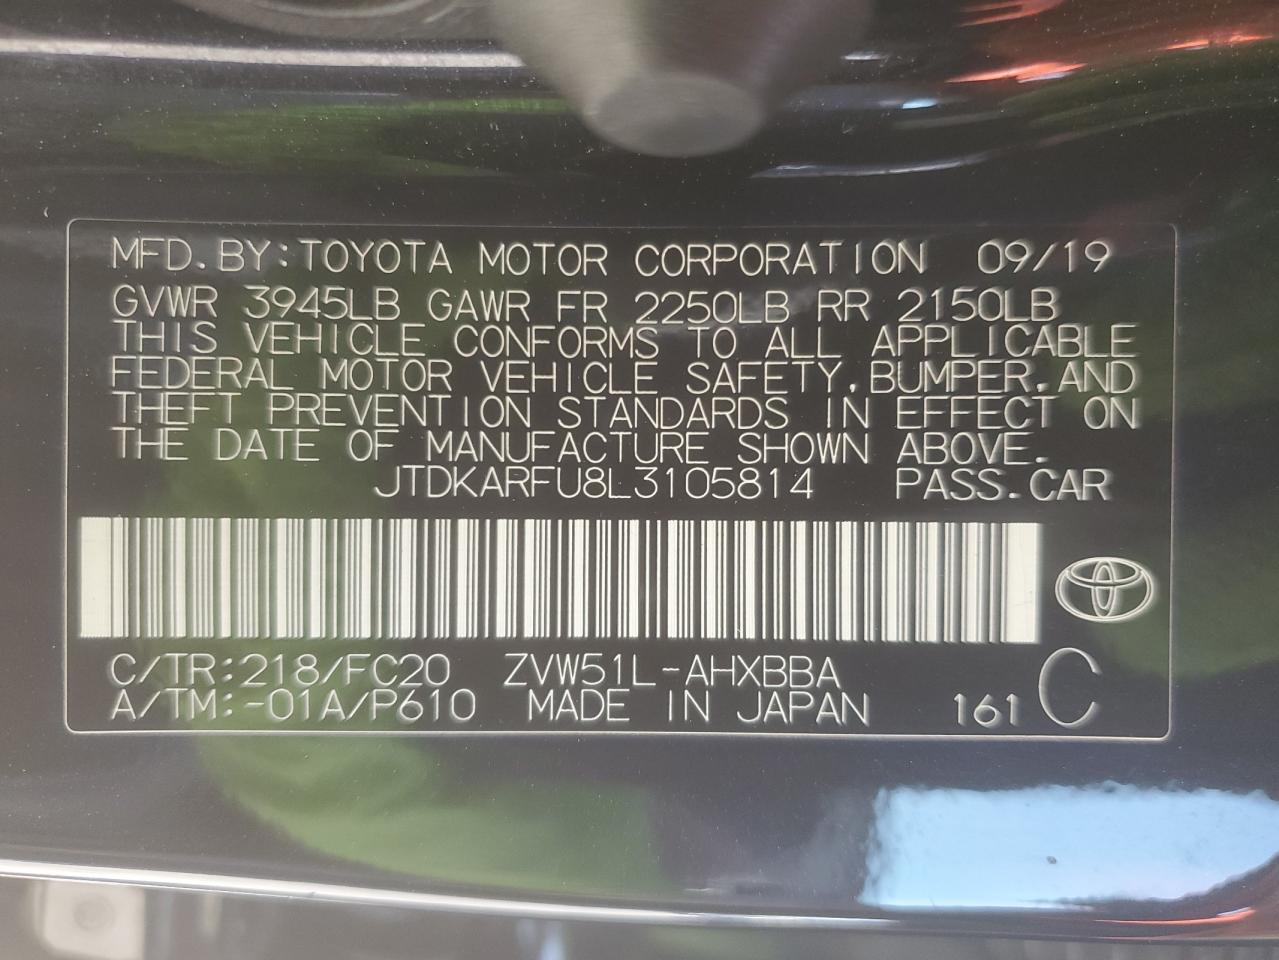 MFD. BY: TOYOTA MOTOR CORPORATION 09/19
GVWR 3945LB GAWR FR 2250LB RR 2150LB
THIS VEHICLE CONFORMS TO ALL APPLICABLE
FEDERAL MOTOR VEHICLE SAFETY, BUMPER, AND
THEFT PREVENTION STANDARDS IN EFFECT ON
THE DATE OF MANUFACTURE SHOWN ABOVE.
JTDKARFU8L3105814 PASS. CAR
C/TR: 218/FC20 ZVW51L-AHXBBA
A/TM: -01A/P610 MADE IN JAPAN 161 C